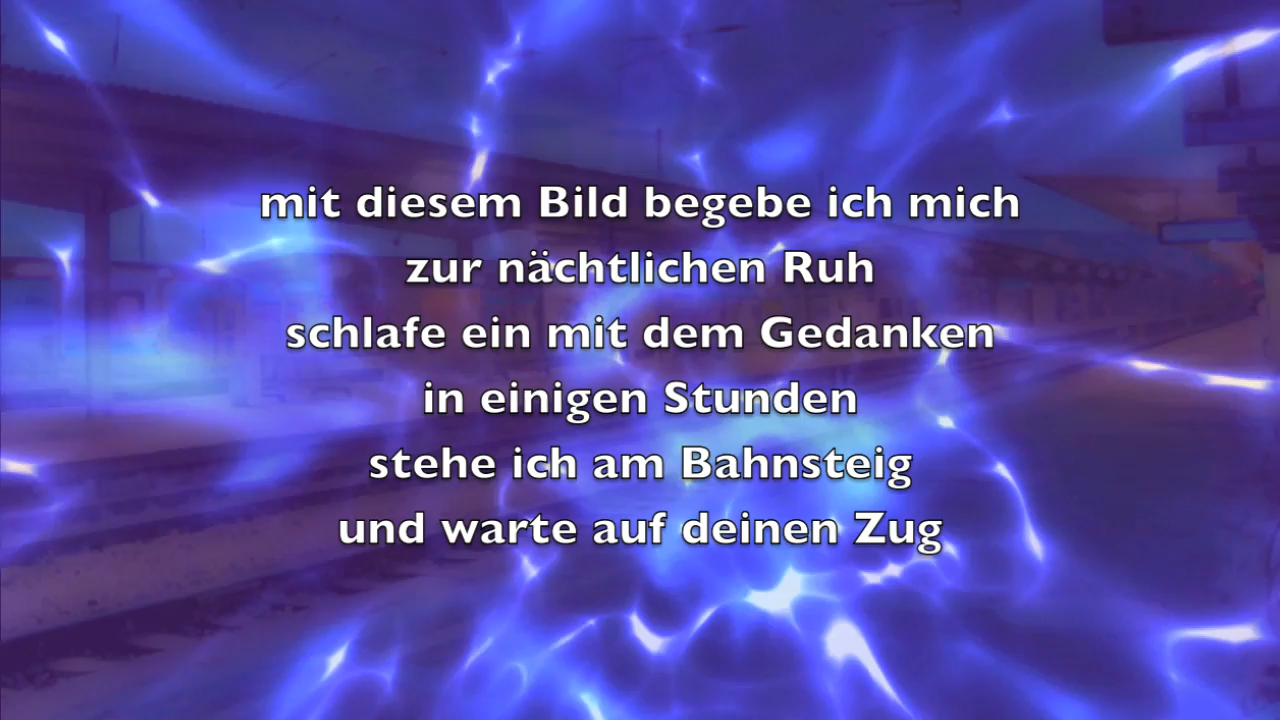 mit diesem Bild begebe ich mich
zur nächtlichen Ruh
schlafe ein mit dem Gedanken
in einigen Stunden
stehe ich am Bahnsteig
und warte auf deinen Zug